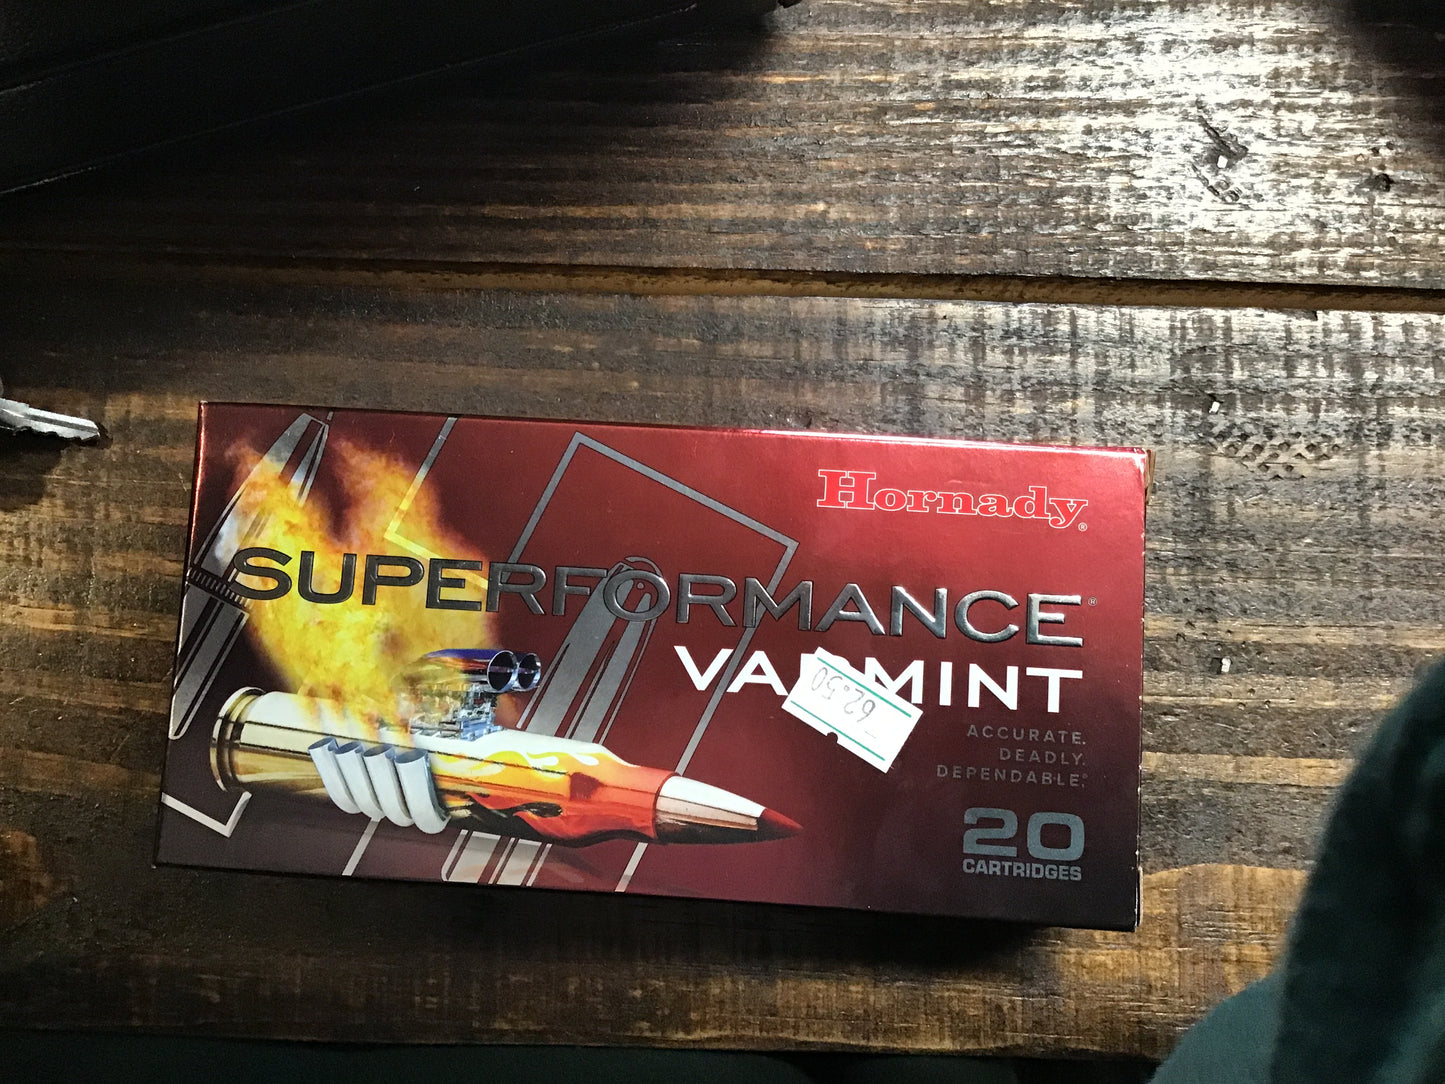 Hornady®
SUPERFORMANCE®
VARMINT
62.50
ACCURATE.
DEADLY.
DEPENDABLE.®
20
CARTRIDGES